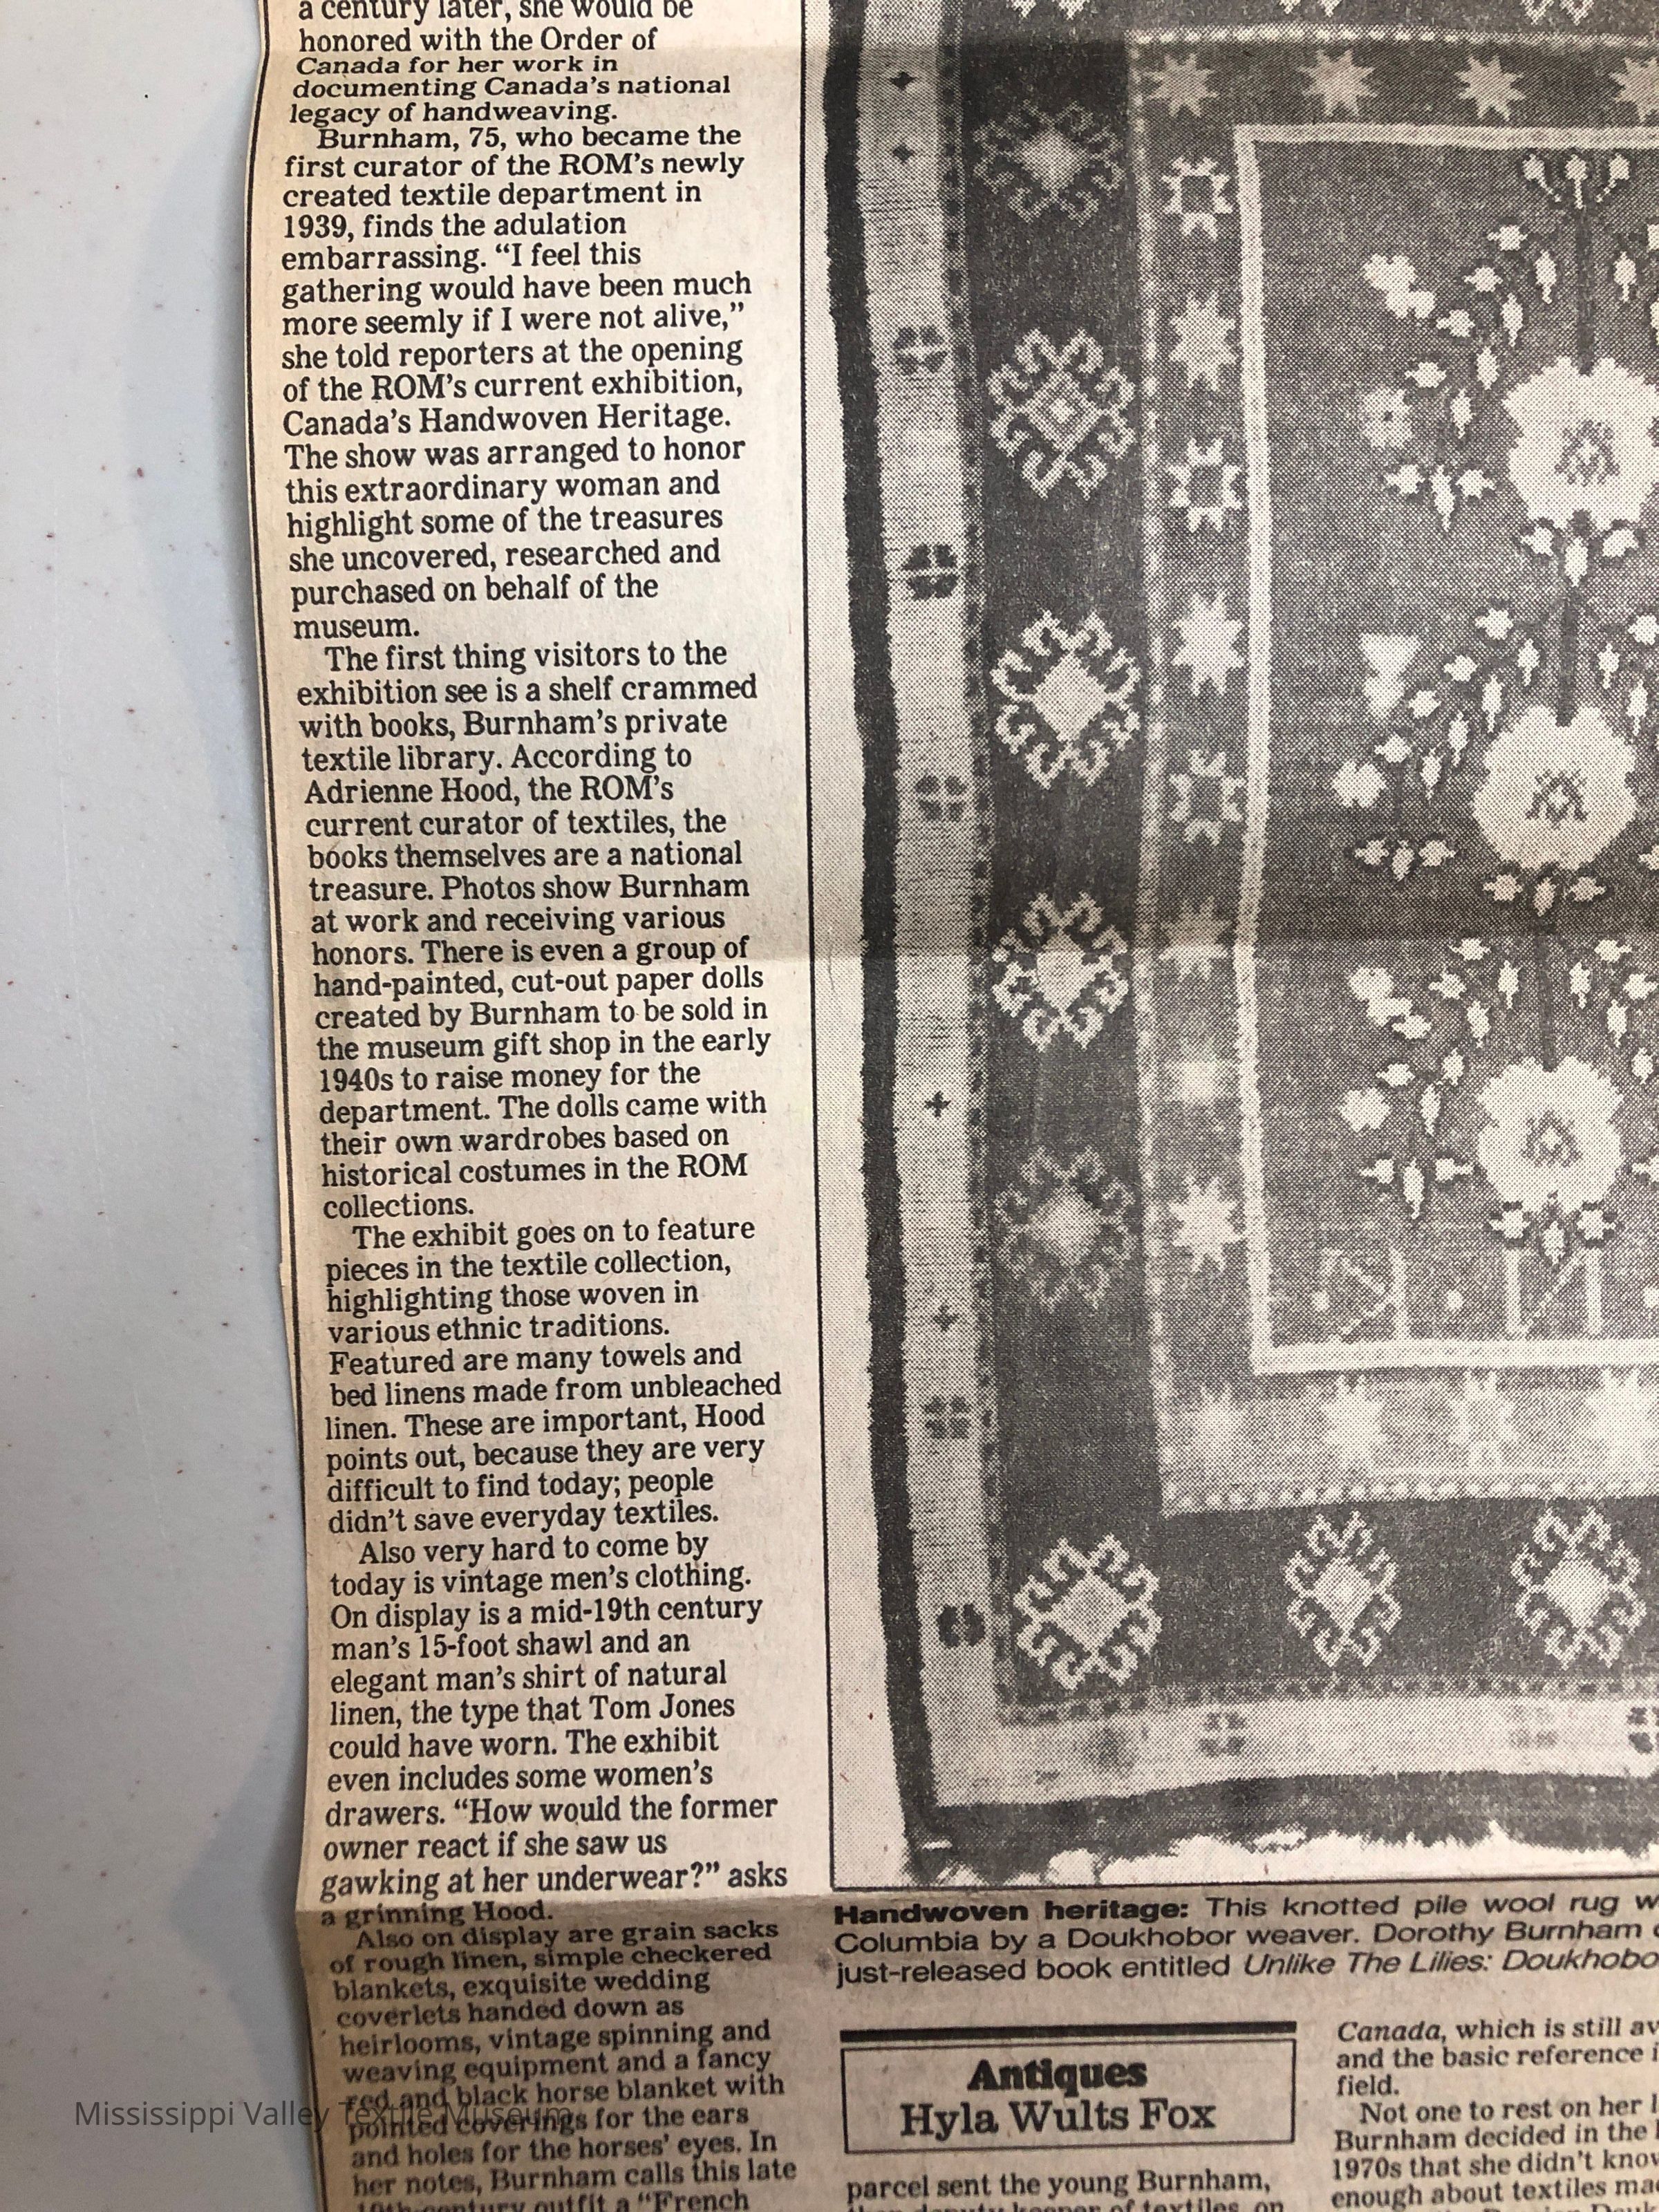 a century later, she would be
honored with the Order of
Canada for her work in
documenting Canada's national
legacy of handweaving.
Burnham, 75, who became the
first curator of the ROM's newly
created textile department in
1939, finds the adulation
embarrassing. “I feel this
gathering would have been much
more seemly if I were not alive,”
she told reporters at the opening
of the ROM's current exhibition,
Canada's Handwoven Heritage.
The show was arranged to honor
this extraordinary woman and
highlight some of the treasures
she uncovered, researched and
purchased on behalf of the
museum.
The first thing visitors to the
exhibition see is a shelf crammed
with books, Burnham's private
textile library. According to
Adrienne Hood, the ROM's
current curator of textiles, the
books themselves are a national
treasure. Photos show Burnham
at work and receiving various
honors. There is even a group of
hand-painted, cut-out paper dolls
created by Burnham to be sold in
the museum gift shop in the early
1940s to raise money for the
department. The dolls came with
their own wardrobes based on
historical costumes in the ROM
collections.
The exhibit goes on to feature
pieces in the textile collection,
highlighting those woven in
various ethnic traditions.
Featured are many towels and
bed linens made from unbleached
linen. These are important, Hood
points out, because they are very
difficult to find today; people
didn't save everyday textiles.
Also very hard to come by
today is vintage men's clothing.
On display is a mid-19th century
man's 15-foot shawl and an
elegant man's shirt of natural
linen, the type that Tom Jones
could have worn. The exhibit
even includes some women's
drawers. “How would the former
owner react if she saw us
gawking at her underwear?” asks
a grinning Hood.
Also on display are grain sacks
of rough linen, simple checkered
blankets, exquisite wedding
coverlets handed down as
heirlooms, vintage spinning and
weaving equipment and a fancy
red and black horse blanket with
pointed coverings for the ears
and holes for the horses' eyes. In
her notes, Burnham calls this late
19th-century outfit a “French
Handwoven heritage: This knotted pile wool rug w
Columbia by a Doukhobor weaver. Dorothy Burnham
just-released book entitled Unlike The Lilies: Doukhobo
Antiques
Hyla Wults Fox
parcel sent the young Burnham,
then deputy keeper of textiles, on
Canada, which is still av
and the basic reference i
field.
Not one to rest on her l
Burnham decided in the
1970s that she didn't know
enough about textiles ma
Mississippi Valley Textile Museum